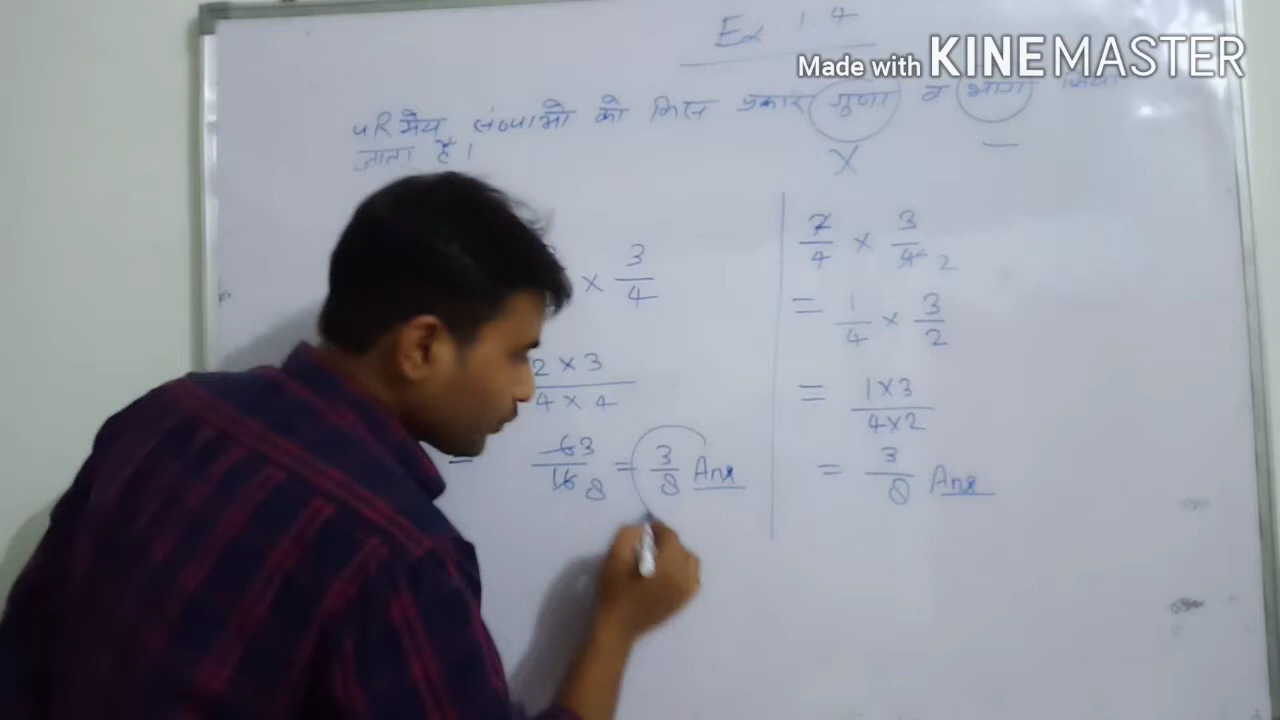 Ex 1 4
Made with KINEMASTER
परिमेय संख्याओ को किस प्रकार गुणा व भाग किया
जाता है।
X —
× 3/4
2 × 3 / 4 × 4
= 6 3 / 16 8 = 3/8 Ans
7/4 × 3/4 2
= 1/4 × 3/2
= 1×3 / 4×2
= 3/8 Ans